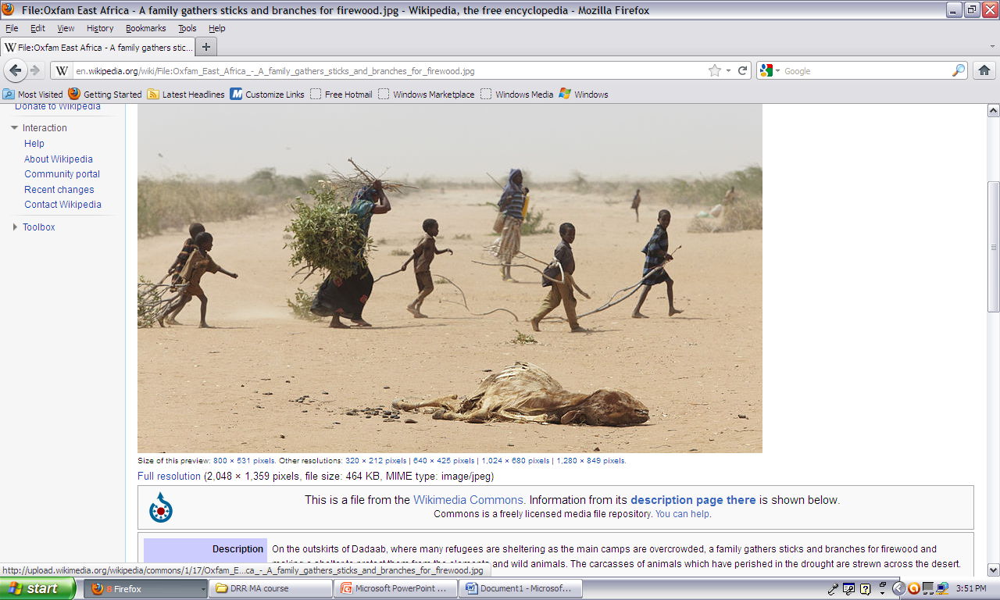 File:Oxfam East Africa - A family gathers sticks and branches for firewood.jpg - Wikipedia, the free encyclopedia - Mozilla Firefox
File Edit View History Bookmarks Tools Help
W File:Oxfam East Africa - A family gathers stic...
W en.wikipedia.org/wiki/File:Oxfam_East_Africa_-_A_family_gathers_sticks_and_branches_for_firewood.jpg Google
Most Visited Getting Started Latest Headlines Customize Links Free Hotmail Windows Marketplace Windows Media Windows
Donate to Wikipedia
Interaction
Help
About Wikipedia
Community portal
Recent changes
Contact Wikipedia
Toolbox
Size of this preview: 800 × 531 pixels. Other resolutions: 320 × 212 pixels | 640 × 425 pixels | 1,024 × 680 pixels | 1,280 × 849 pixels.
Full resolution (2,048 × 1,359 pixels, file size: 464 KB, MIME type: image/jpeg)
This is a file from the Wikimedia Commons. Information from its description page there is shown below.
Commons is a freely licensed media file repository. You can help.
Description On the outskirts of Dadaab, where many refugees are sheltering as the main camps are overcrowded, a family gathers sticks and branches for firewood and
making a shelter to protect them from the elements and wild animals. The carcasses of animals which have perished in the drought are strewn across the desert.
http://upload.wikimedia.org/wikipedia/commons/1/17/Oxfam_E...ca_-_A_family_gathers_sticks_and_branches_for_firewood.jpg
start 8 Firefox DRR MA course Microsoft PowerPoint ... Document1 - Microsof... 3:51 PM